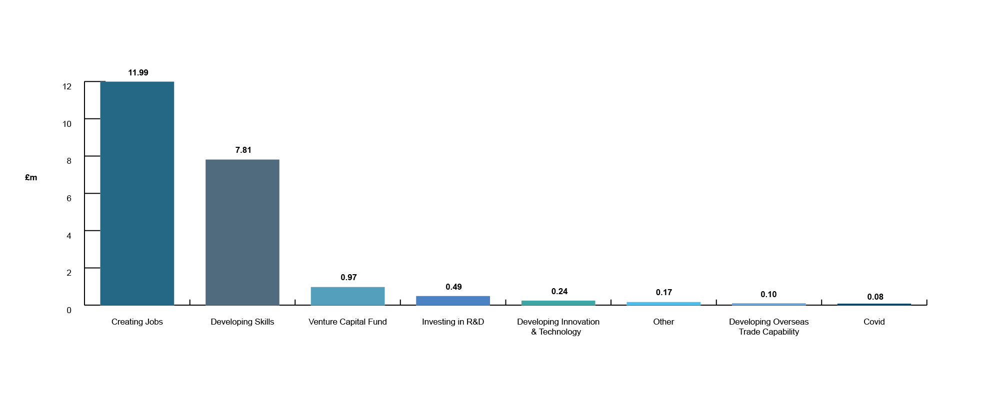 11.99
12
10
7.81
8
£m
6
4
0.97
2
0.49
0.24
0.17
0.10
0.08
0
Creating Jobs
Developing Skills
Venture Capital Fund
Investing in R&D
Developing Innovation
& Technology
Other
Developing Overseas
Trade Capability
Covid